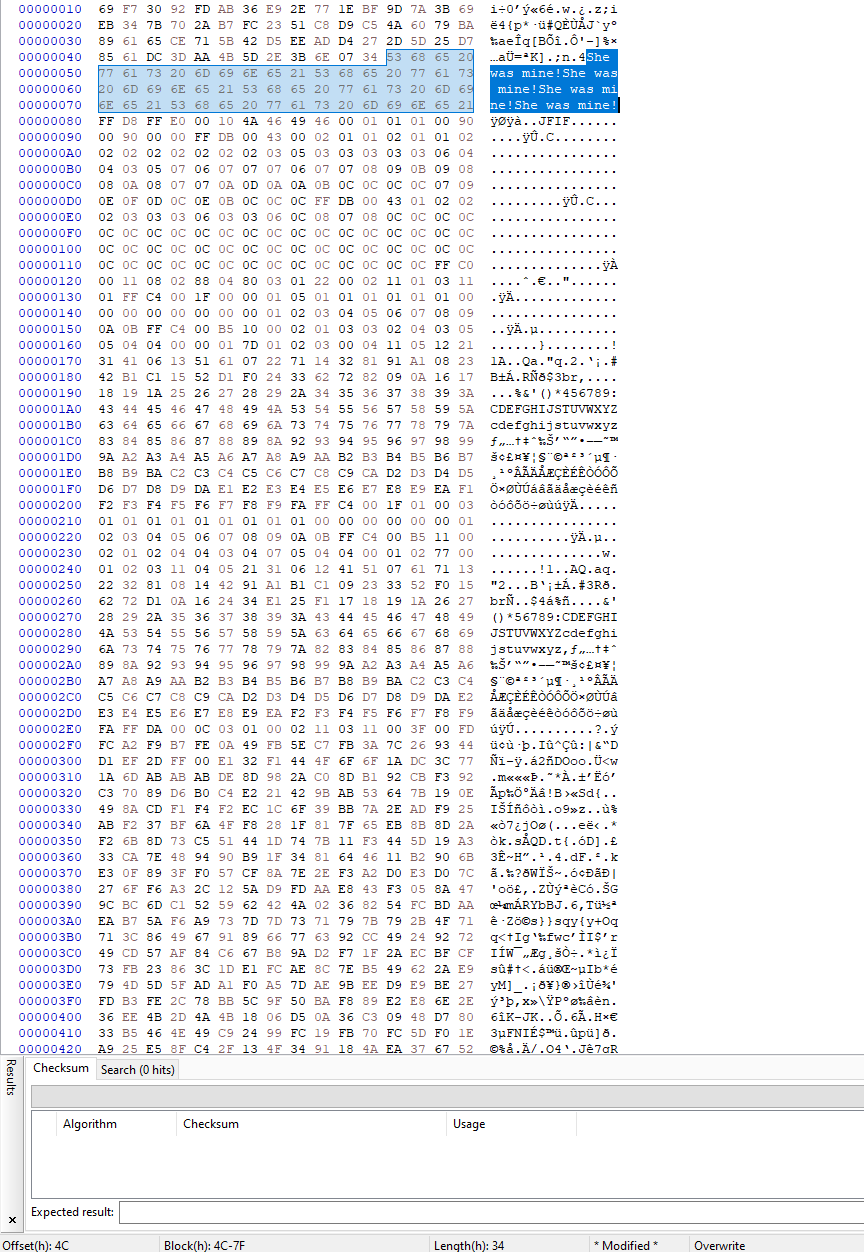 00000010 69 F7 30 92 FD AB 36 E9 2E 77 1E BF 9D 7A 3B 69 i÷0'ý«6é.w.¿.z;i
00000020 EB 34 7B 70 2A B7 FC 23 51 C8 D9 C5 4A 60 79 BA ë4{p*·ü#QÈÙÅJ`yº
00000030 89 61 65 CE 71 5B 42 D5 EE AD D4 27 2D 5D 25 D7 ‰aeÎq[BÕî.Ô'-]%×
00000040 85 61 DC 3D AA 4B 5D 2E 3B 6E 07 34 53 68 65 20 …aÜ=ªK].;n.4She
00000050 77 61 73 20 6D 69 6E 65 21 53 68 65 20 77 61 73 was mine!She was
00000060 20 6D 69 6E 65 21 53 68 65 20 77 61 73 20 6D 69 mine!She was mi
00000070 6E 65 21 53 68 65 20 77 61 73 20 6D 69 6E 65 21 ne!She was mine!
00000080 FF D8 FF E0 00 10 4A 46 49 46 00 01 01 01 00 90 ÿØÿà..JFIF......
00000090 00 90 00 00 FF DB 00 43 00 02 01 02 01 01 02 ....ÿÛ.C........
000000A0 02 02 02 02 02 02 02 03 05 03 03 03 03 03 06 04 ................
000000B0 04 03 05 07 06 07 07 07 06 07 07 08 09 0B 09 08 ................
000000C0 08 0A 08 07 07 0A 0D 0A 0A 0B 0C 0C 0C 0C 07 09 ................
000000D0 0E 0F 0D 0C 0E 0B 0C 0C 0C FF DB 00 43 01 02 02 .........ÿÛ.C...
000000E0 02 03 03 03 06 03 03 06 0C 08 07 08 0C 0C 0C 0C ................
000000F0 0C 0C 0C 0C 0C 0C 0C 0C 0C 0C 0C 0C 0C 0C 0C 0C ................
00000100 0C 0C 0C 0C 0C 0C 0C 0C 0C 0C 0C 0C 0C 0C 0C 0C ................
00000110 0C 0C 0C 0C 0C 0C 0C 0C 0C 0C 0C 0C 0C 0C FF C0 ..............ÿÀ
00000120 00 11 08 02 88 04 80 03 01 22 00 02 11 01 03 11 ....ˆ.€.."......
00000130 01 FF C4 00 1F 00 00 01 05 01 01 01 01 01 01 00 .ÿÄ.............
00000140 00 00 00 00 00 00 00 01 02 03 04 05 06 07 08 09 ................
00000150 0A 0B FF C4 00 B5 10 00 02 01 03 03 02 04 03 05 ..ÿÄ.µ..........
00000160 05 04 04 00 00 01 7D 01 02 03 00 04 11 05 12 21 ......}........!
00000170 31 41 06 13 51 61 07 22 71 14 32 81 91 A1 08 23 1A..Qa."q.2.‘¡.#
00000180 42 B1 C1 15 52 D1 F0 24 33 62 72 82 09 0A 16 17 B±Á.RÑð$3br‚....
00000190 18 19 1A 25 26 27 28 29 2A 34 35 36 37 38 39 3A ...%&'()*456789:
000001A0 43 44 45 46 47 48 49 4A 53 54 55 56 57 58 59 5A CDEFGHIJSTUVWXYZ
000001B0 63 64 65 66 67 68 69 6A 73 74 75 76 77 78 79 7A cdefghijstuvwxyz
000001C0 83 84 85 86 87 88 89 8A 92 93 94 95 96 97 98 99 ƒ„…†‡ˆ‰Š’“”•–—˜™
000001D0 9A A2 A3 A4 A5 A6 A7 A8 A9 AA B2 B3 B4 B5 B6 B7 š¢£¤¥¦§¨©ª²³´µ¶·
000001E0 B8 B9 BA C2 C3 C4 C5 C6 C7 C8 C9 CA D2 D3 D4 D5 ¸¹ºÂÃÄÅÆÇÈÉÊÒÓÔÕ
000001F0 D6 D7 D8 D9 DA E1 E2 E3 E4 E5 E6 E7 E8 E9 EA F1 Ö×ØÙÚáâãäåæçèéêñ
00000200 F2 F3 F4 F5 F6 F7 F8 F9 FA FF C4 00 1F 01 00 03 òóôõö÷øùúÿÄ.....
00000210 01 01 01 01 01 01 01 01 01 00 00 00 00 00 00 01 ................
00000220 02 03 04 05 06 07 08 09 0A 0B FF C4 00 B5 11 00 ..........ÿÄ.µ..
00000230 02 01 02 04 04 03 04 07 05 04 04 00 01 02 77 00 ..............w.
00000240 01 02 03 11 04 05 21 31 06 12 41 51 07 61 71 13 ......!1..AQ.aq.
00000250 22 32 81 08 14 42 91 A1 B1 C1 09 23 33 52 F0 15 "2...B‘¡±Á.#3Rð.
00000260 62 72 D1 0A 16 24 34 E1 25 F1 17 18 19 1A 26 27 brÑ..$4á%ñ....&'
00000270 28 29 2A 35 36 37 38 39 3A 43 44 45 46 47 48 49 ()*56789:CDEFGHI
00000280 4A 53 54 55 56 57 58 59 5A 63 64 65 66 67 68 69 JSTUVWXYZcdefghi
00000290 6A 73 74 75 76 77 78 79 7A 82 83 84 85 86 87 88 jstuvwxyz‚ƒ„…†‡ˆ
000002A0 89 8A 92 93 94 95 96 97 98 99 9A A2 A3 A4 A5 A6 ‰Š’“”•–—˜™š¢£¤¥¦
000002B0 A7 A8 A9 AA B2 B3 B4 B5 B6 B7 B8 B9 BA C2 C3 C4 §¨©ª²³´µ¶·¸¹ºÂÃÄ
000002C0 C5 C6 C7 C8 C9 CA D2 D3 D4 D5 D6 D7 D8 D9 DA E2 ÅÆÇÈÉÊÒÓÔÕÖ×ØÙÚâ
000002D0 E3 E4 E5 E6 E7 E8 E9 EA F2 F3 F4 F5 F6 F7 F8 F9 ãäåæçèéêòóôõö÷øù
000002E0 FA FF DA 00 0C 03 01 00 02 11 03 11 00 3F 00 FD úÿÚ..........?.ý
000002F0 FC A2 F9 B7 FE 0A 49 FB 5E C7 FB 3A 7C 26 93 44 ü¢ù·þ.Iû^Çû:|&“D
00000300 D1 EF 2D FF 00 E1 32 F1 44 4F 6F 6F 1A DC 3C 77 Ñï-ÿ.á2ñDOoo.Ü<w
00000310 1A 6D AB AB AB DE 8D 98 2A C0 8D B1 92 CB F3 92 .m«««Þ.˜*À.±’Ëó’
00000320 C3 70 89 D6 B0 C4 E2 21 42 9B AB 53 64 7B 19 0E Ãp‰Ö°Äâ!B›«Sd{..
00000330 49 8A CD F1 F4 F2 EC 1C 6F 39 BB 7A 2E AD F9 25 IŠÍñôòì.o9»z..ù%
00000340 AB F2 37 BF 6A 4F F8 28 1F 81 7F 65 EB 8B 8D 2A «ò7¿jOø(...eë‹.*
00000350 F2 6B 8D 73 C5 51 44 1D 74 7B 11 F3 44 5D 19 A3 òk.sÅQD.t{.óD].£
00000360 33 CA 7E 48 94 90 B9 1F 34 81 64 46 11 B2 90 6B 3Ê~H”.¹.4.dF.².k
00000370 E3 0F 89 3F F0 57 CF 8A 7E 2E F3 A2 D0 E3 D0 7C ã.‰?ðWÏŠ~.ó¢ÐãÐ|
00000380 27 6F F6 A3 2C 12 5A D9 FD AA E8 43 F3 05 8A 47 'oö£,.ZÙýªèCó.ŠG
00000390 9C BC 6D C1 52 59 62 42 4A 02 36 82 54 FC BD AA œ¼mÁRYbBJ.6‚Tü½ª
000003A0 EA B7 5A F6 A9 73 7D 7D 73 71 79 7B 79 2B 4F 71 ê·Zö©s}}sqy{y+Oq
000003B0 71 3C 86 49 67 91 89 66 77 63 92 CC 49 24 92 72 q<†Ig‘‰fwc’ÌI$’r
000003C0 49 CD 57 AF 84 C6 67 B8 9A D2 F7 1F 2A EC BF CF IÍW¯„Æg¸šÒ÷.*ì¿Ï
000003D0 73 FB 23 86 3C 1D E1 FC AE 8C 7E B5 49 62 2A E9 sû#†<.áü®Œ~µIb*é
000003E0 79 4D 5D 5F AD A1 F0 A5 7D AE 9B EE D9 E9 BE 27 yM]_.¡ð¥}®›îÙé¾'
000003F0 FD B3 FE 2C 78 BB 5C 9F 50 BA F8 89 E2 E8 6E 2E ý³þ,x»\ŸPºø‰âèn.
00000400 36 EE 4B 2D 4A 4B 18 06 D5 0A 36 C3 09 48 D7 80 6îK-JK..Õ.6Ã.H×€
00000410 33 B5 46 4E 49 C9 24 99 FC 19 FB 70 FC 5D F0 1E 3µFNIÉ$™ü.ûpü]ð.
00000420 A9 25 E5 8F C4 2F 13 4F 34 91 18 4A EA 37 67 52 ©%å.Ä/.O4‘.Jê7gR
Results
Checksum Search (0 hits)
Algorithm Checksum Usage
Expected result:
Offset(h): 4C Block(h): 4C-7F Length(h): 34 * Modified * Overwrite